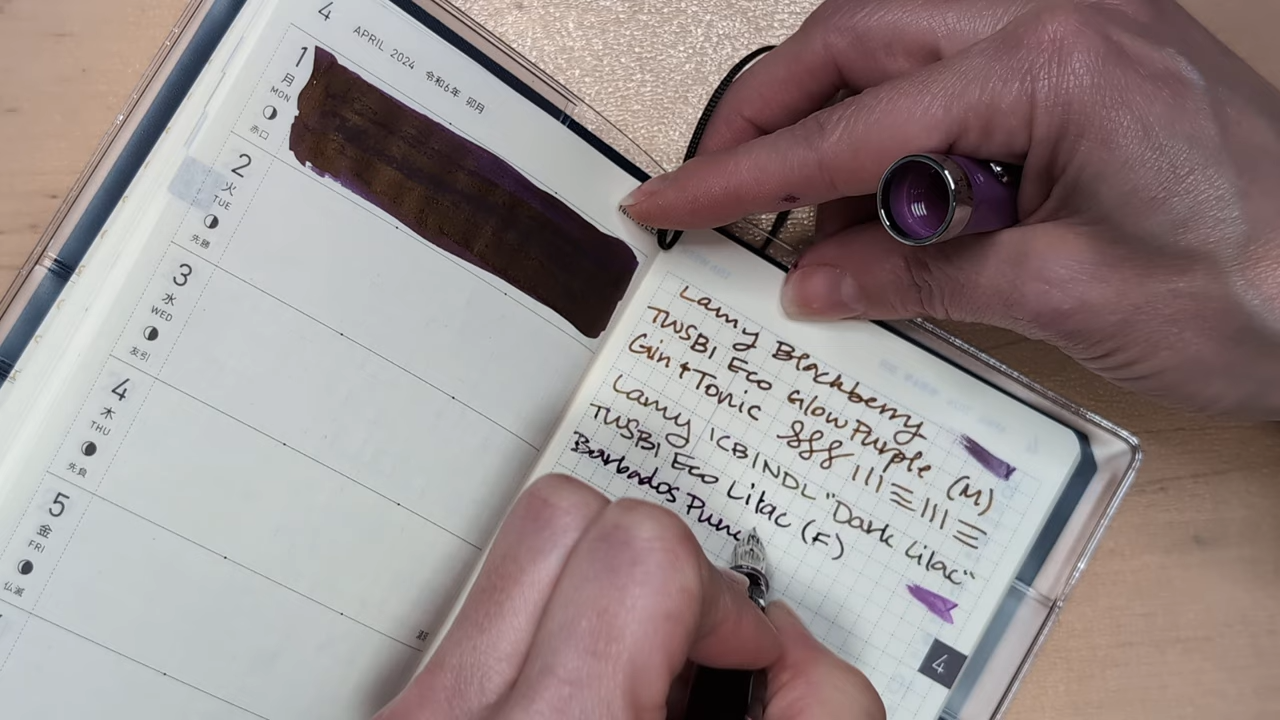 4
APRIL 2024 令和6年 卯月
1
月
MON
赤口
2
火
TUE
先勝
3
水
WED
友引
4
木
THU
先負
5
金
FRI
仏滅
Lamy Blackberry
TWSBI Eco Glow Purple (M)
Gin + Tonic
Lamy ICBINDL "Dark Lilac"
TWSBI Eco Lilac (F)
Barbados Pun
4